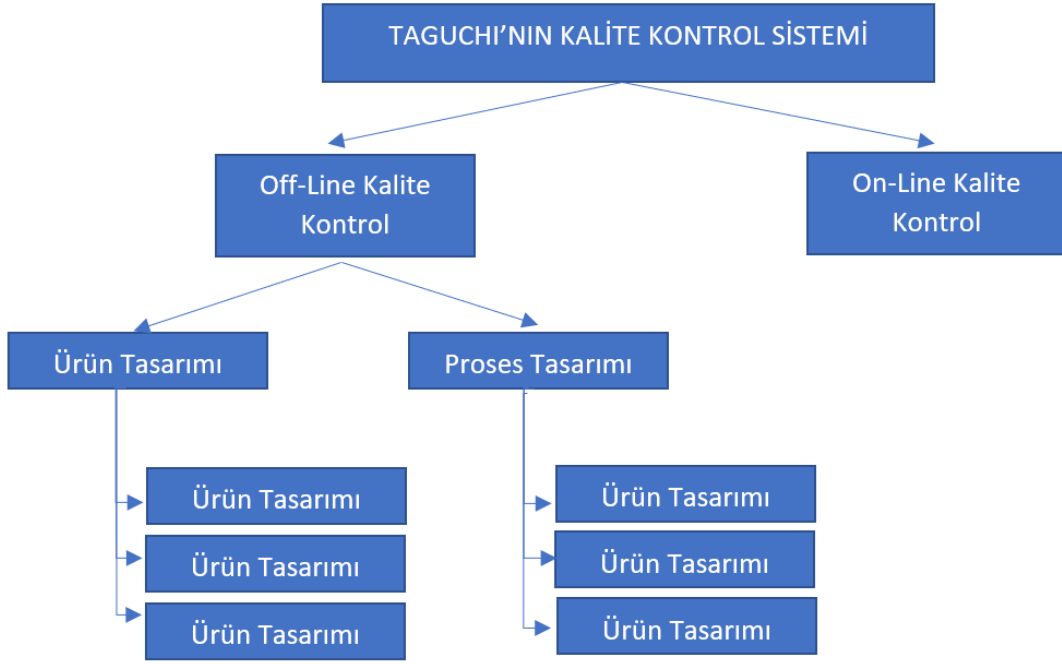 TAGUCHI’NIN KALİTE KONTROL SİSTEMİ
Off-Line Kalite
Kontrol
On-Line Kalite
Kontrol
Ürün Tasarımı
Proses Tasarımı
Ürün Tasarımı
Ürün Tasarımı
Ürün Tasarımı
Ürün Tasarımı
Ürün Tasarımı
Ürün Tasarımı